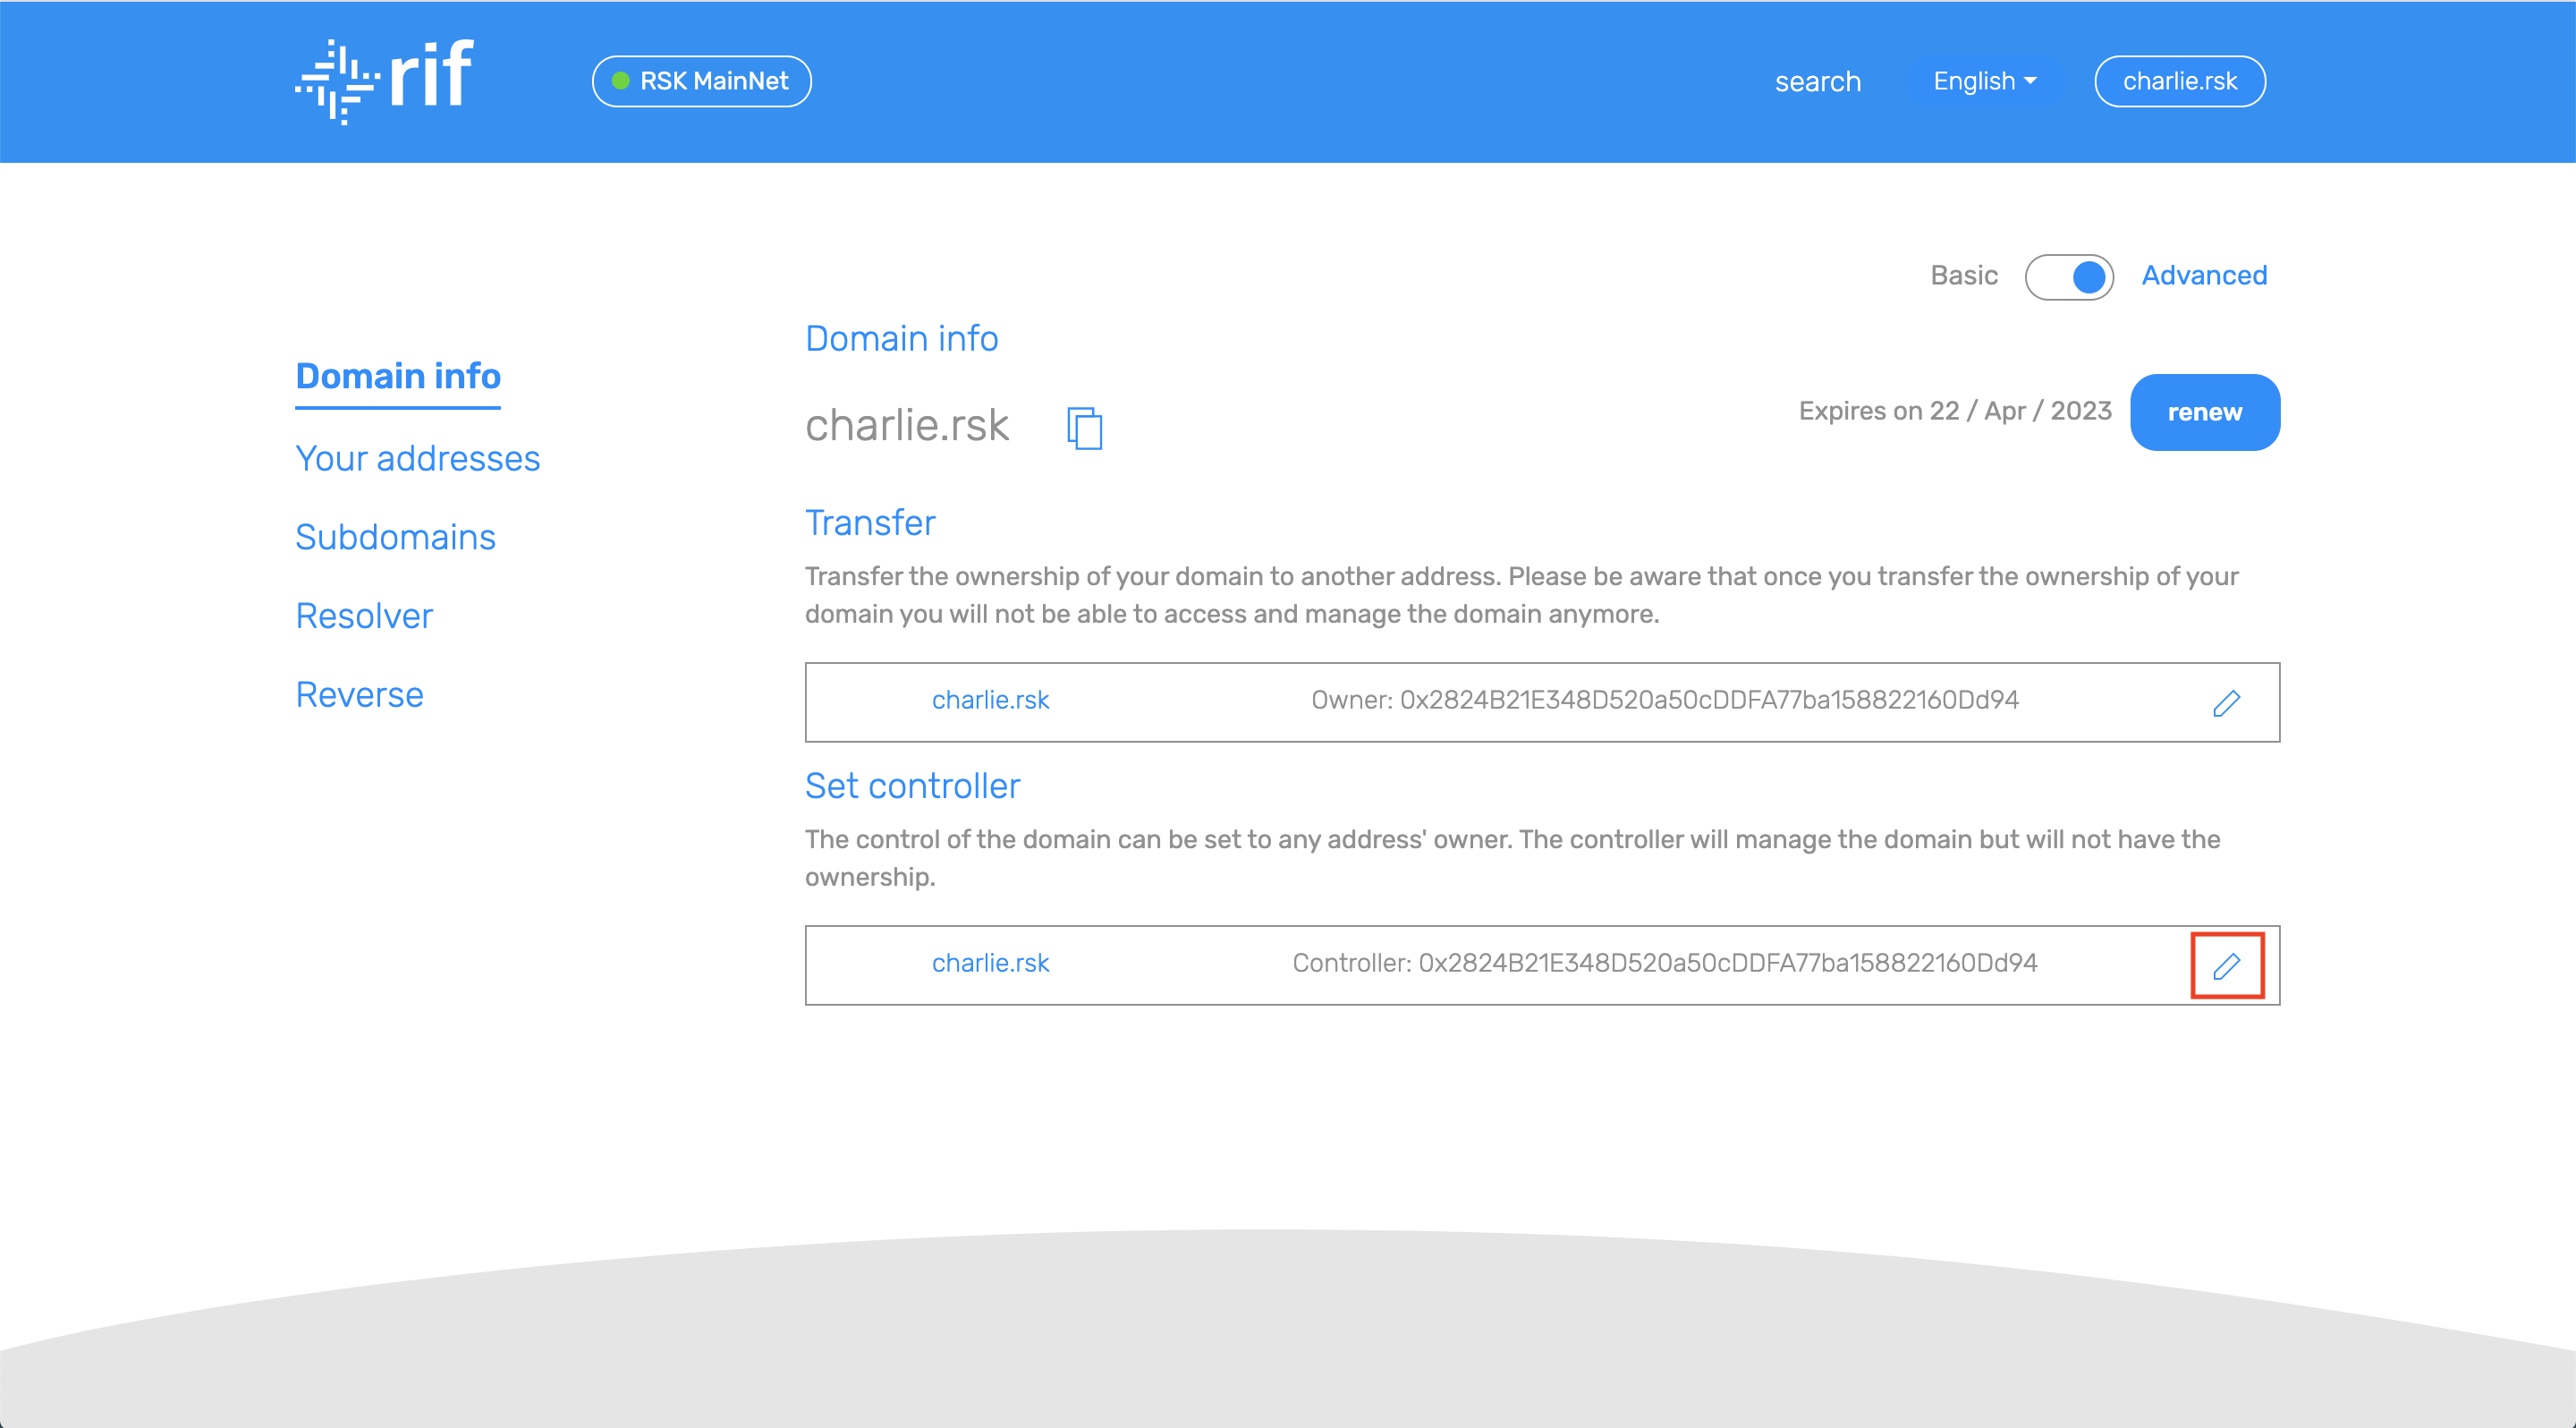 rif
RSK MainNet
search
English
charlie.rsk
Basic
Advanced
Domain info
Your addresses
Subdomains
Resolver
Reverse
Domain info
charlie.rsk
Expires on 22 / Apr / 2023
renew
Transfer
Transfer the ownership of your domain to another address. Please be aware that once you transfer the ownership of your
domain you will not be able to access and manage the domain anymore.
charlie.rsk
Owner: 0x2824B21E348D520a50cDDFA77ba158822160Dd94
Set controller
The control of the domain can be set to any address' owner. The controller will manage the domain but will not have the
ownership.
charlie.rsk
Controller: 0x2824B21E348D520a50cDDFA77ba158822160Dd94